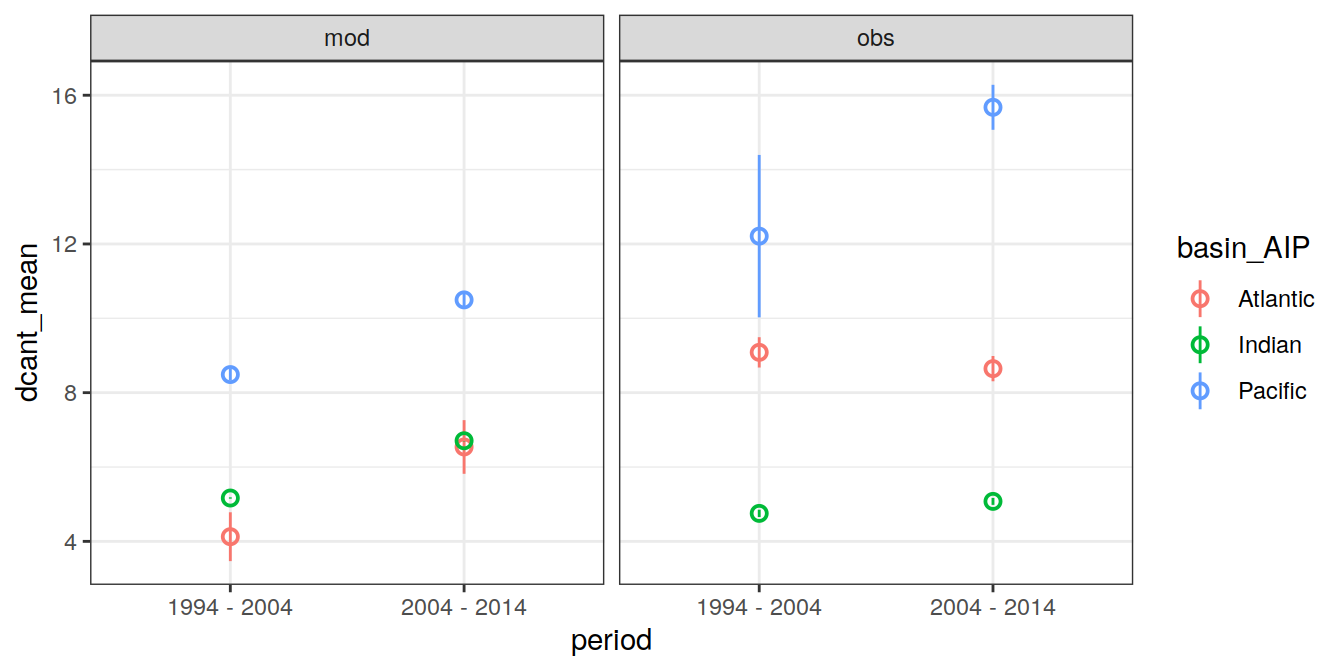 mod
obs
16
12
8
4
dcant_mean
1994 - 2004
2004 - 2014
1994 - 2004
2004 - 2014
period
basin_AIP
Atlantic
Indian
Pacific